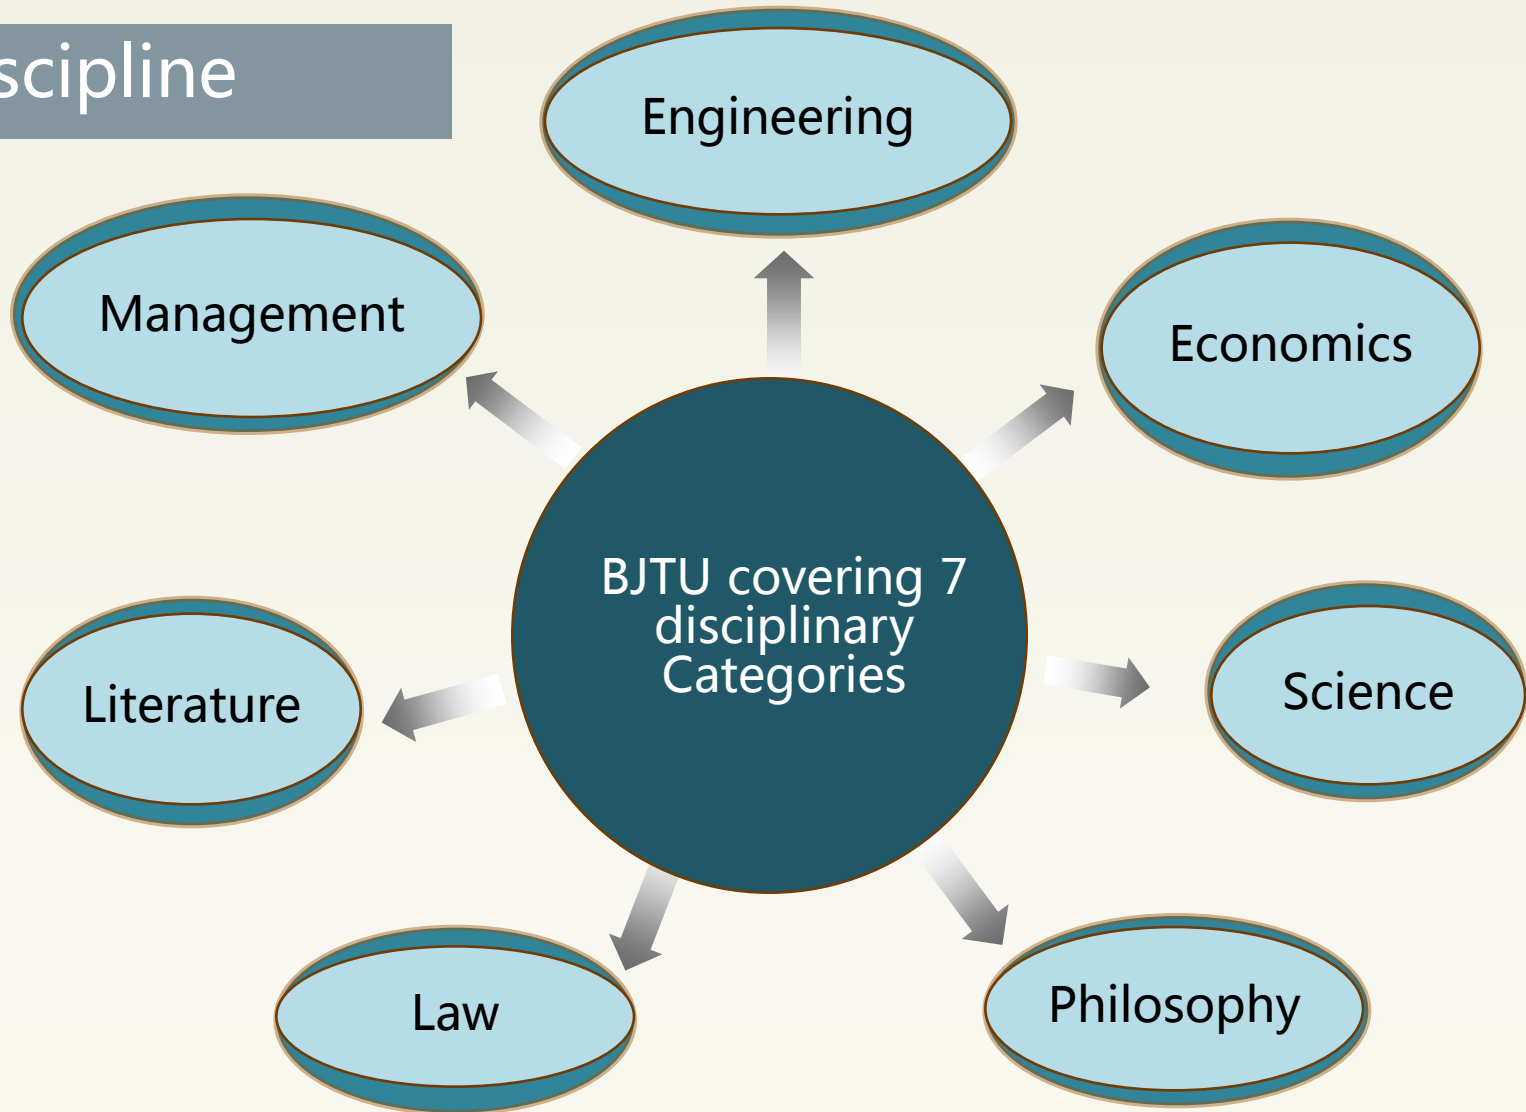 scipline
Engineering
Management
Economics
BJTU covering 7
disciplinary
Categories
Literature
Science
Law
Philosophy